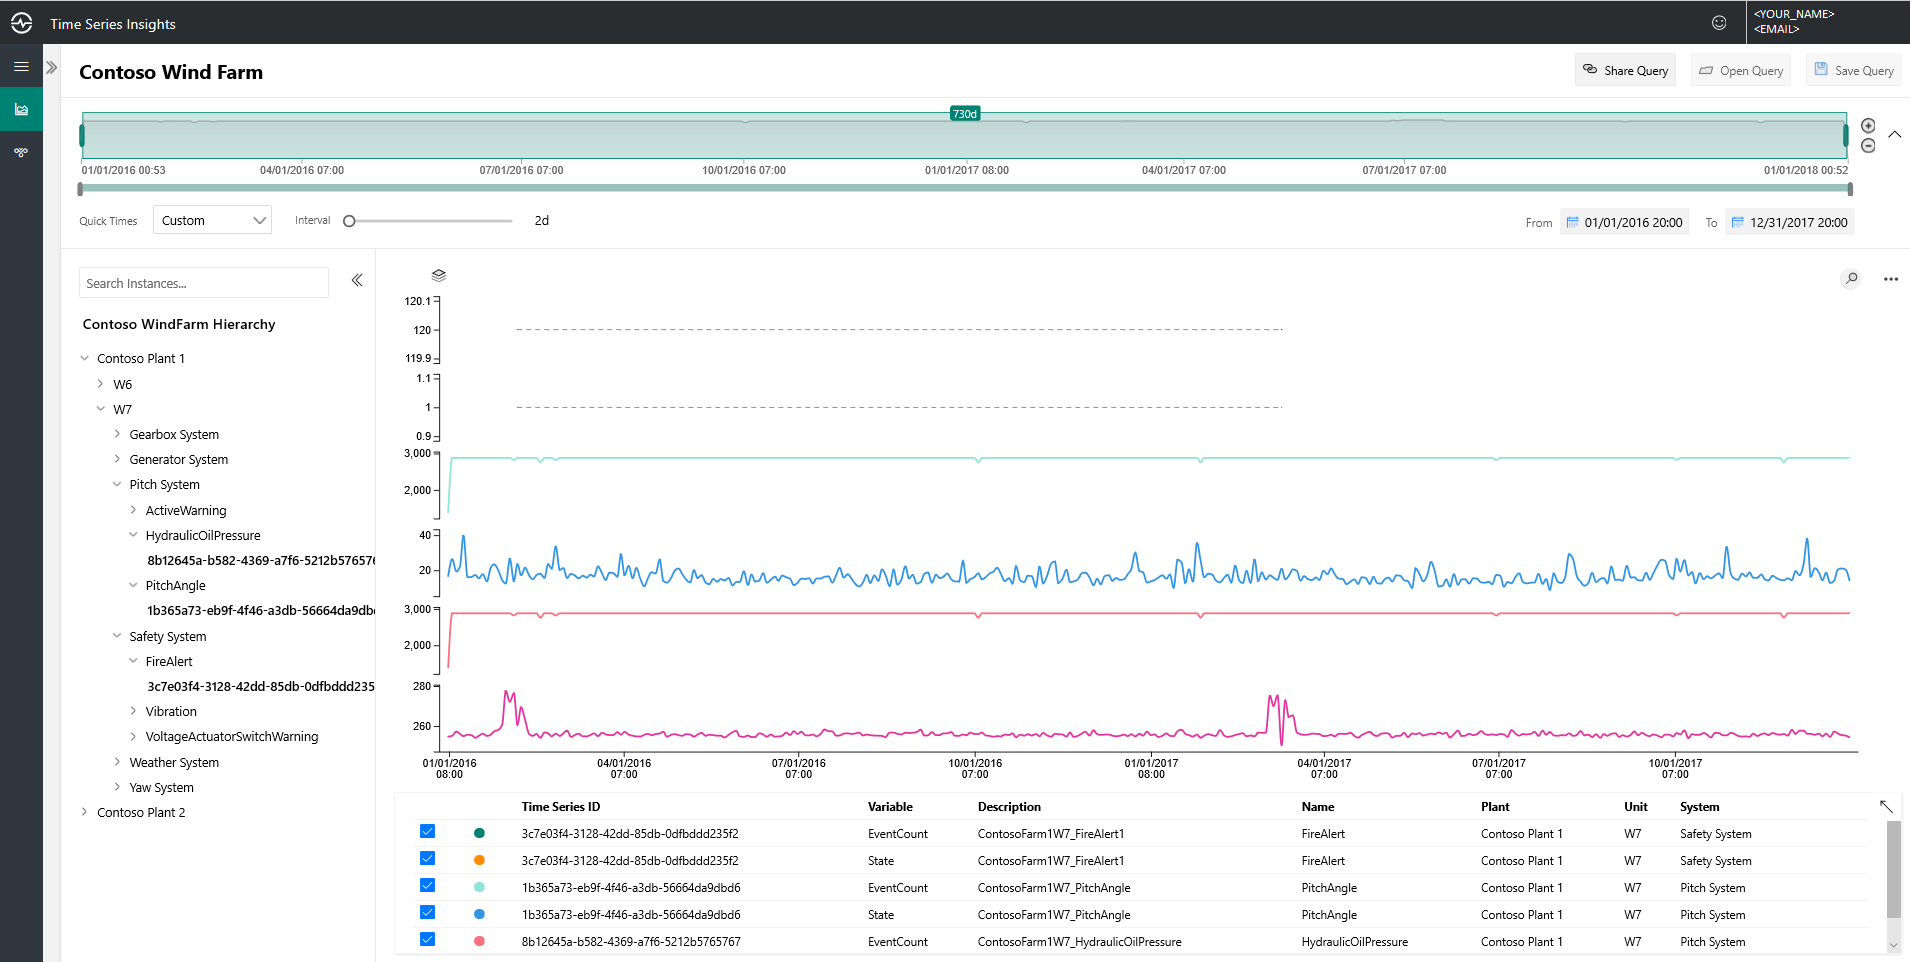 Time Series Insights
<YOUR_NAME>
<EMAIL>
Contoso Wind Farm
Share Query
Open Query
Save Query
730d
01/01/2016 00:53
04/01/2016 07:00
07/01/2016 07:00
10/01/2016 07:00
01/01/2017 08:00
04/01/2017 07:00
07/01/2017 07:00
01/01/2018 00:52
Quick Times
Custom
Interval
2d
From
01/01/2016 20:00
To
12/31/2017 20:00
Search Instances...
Contoso WindFarm Hierarchy
Contoso Plant 1
W6
W7
Gearbox System
Generator System
Pitch System
ActiveWarning
HydraulicOilPressure
8b12645a-b582-4369-a7f6-5212b576576
PitchAngle
1b365a73-eb9f-4f46-a3db-56664da9dbd
Safety System
FireAlert
3c7e03f4-3128-42dd-85db-0dfbddd235
Vibration
VoltageActuatorSwitchWarning
Weather System
Yaw System
Contoso Plant 2
120.1
120
119.9
1.1
1
0.9
3,000
2,000
40
20
3,000
2,000
280
260
01/01/2016 08:00
04/01/2016 07:00
07/01/2016 07:00
10/01/2016 07:00
01/01/2017 08:00
04/01/2017 07:00
07/01/2017 07:00
10/01/2017 07:00
Time Series ID Variable Description Name Plant Unit System
3c7e03f4-3128-42dd-85db-0dfbddd235f2 EventCount ContosoFarm1W7_FireAlert1 FireAlert Contoso Plant 1 W7 Safety System
3c7e03f4-3128-42dd-85db-0dfbddd235f2 State ContosoFarm1W7_FireAlert1 FireAlert Contoso Plant 1 W7 Safety System
1b365a73-eb9f-4f46-a3db-56664da9dbd6 EventCount ContosoFarm1W7_PitchAngle PitchAngle Contoso Plant 1 W7 Pitch System
1b365a73-eb9f-4f46-a3db-56664da9dbd6 State ContosoFarm1W7_PitchAngle PitchAngle Contoso Plant 1 W7 Pitch System
8b12645a-b582-4369-a7f6-5212b5765767 EventCount ContosoFarm1W7_HydraulicOilPressure HydraulicOilPressure Contoso Plant 1 W7 Pitch System